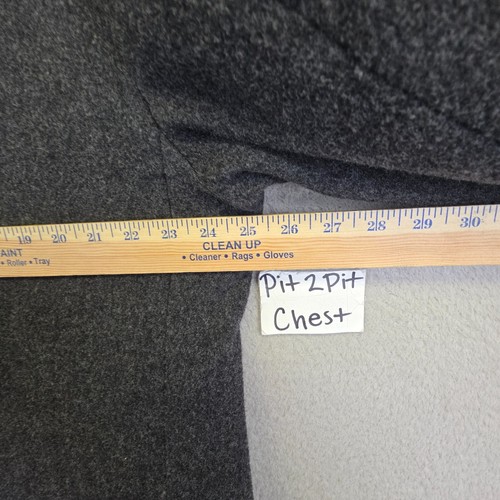 19 20 21 22 23 24 25 26 27 28 29 30
AINT
CLEAN UP
• Roller • Tray
• Cleaner • Rags • Gloves
Pit 2 Pit
Chest